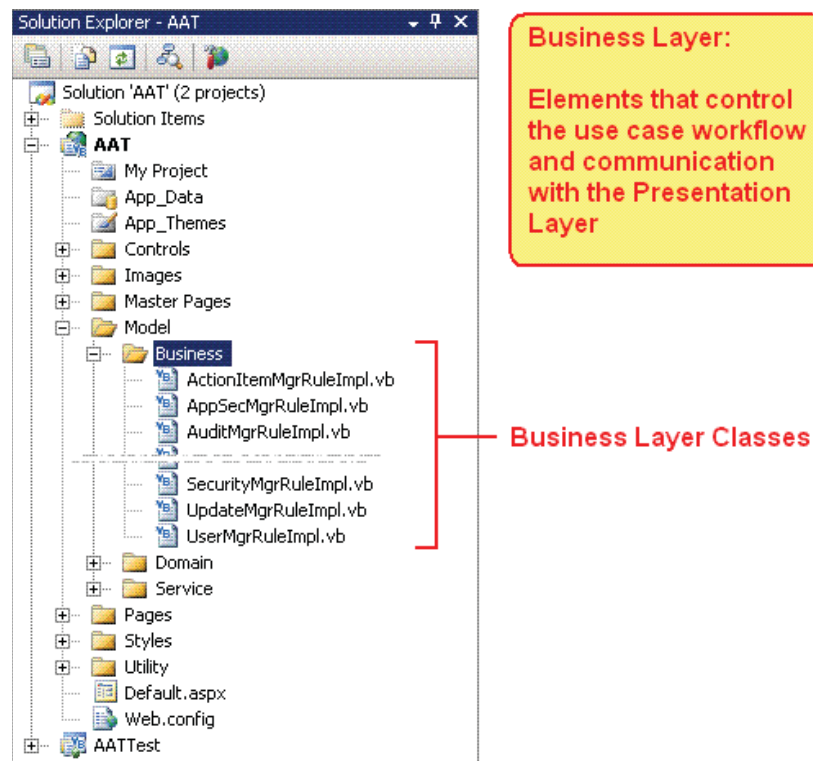 Solution Explorer - AAT
Solution 'AAT' (2 projects)
Solution Items
AAT
My Project
App_Data
App_Themes
Controls
Images
Master Pages
Model
Business
ActionItemMgrRuleImpl.vb
AppSecMgrRuleImpl.vb
AuditMgrRuleImpl.vb
SecurityMgrRuleImpl.vb
UpdateMgrRuleImpl.vb
UserMgrRuleImpl.vb
Domain
Service
Pages
Styles
Utility
Default.aspx
Web.config
AATTest
Business Layer:
Elements that control
the use case workflow
and communication
with the Presentation
Layer
Business Layer Classes